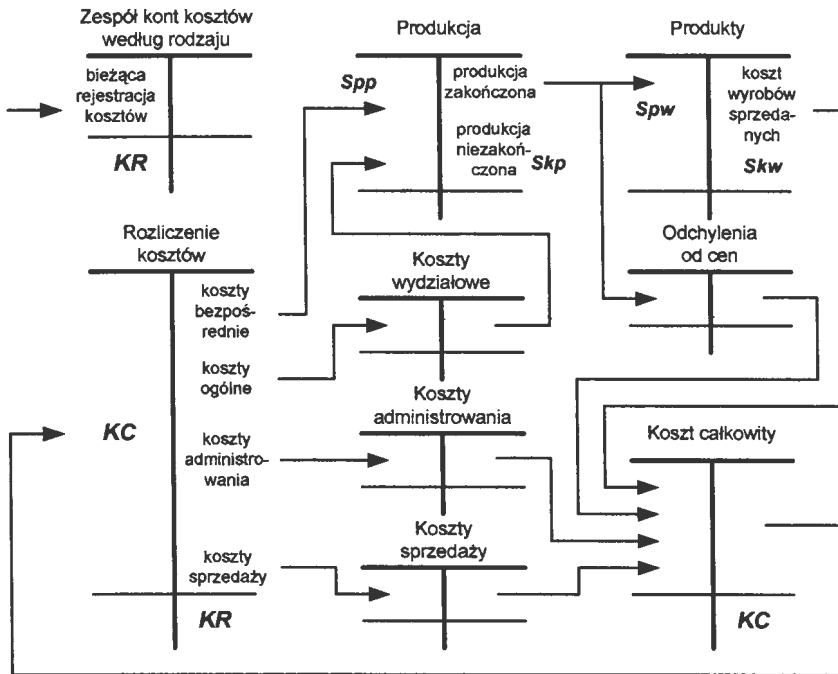 Zespół kont kosztów
według rodzaju
bieżąca
rejestracja
kosztów
KR
Produkcja
Spp
produkcja
zakończona
produkcja
niezakoń-
czona
Skp
Produkty
Spw
koszt
wyrobów
sprzeda-
nych
Skw
Rozliczenie
kosztów
koszty
bezpoś-
rednie
koszty
ogólne
KC
koszty
administro-
wania
koszty
sprzedaży
KR
Koszty
wydziałowe
Koszty
administrowania
Koszty
sprzedaży
Odchylenia
od cen
Koszt całkowity
KC